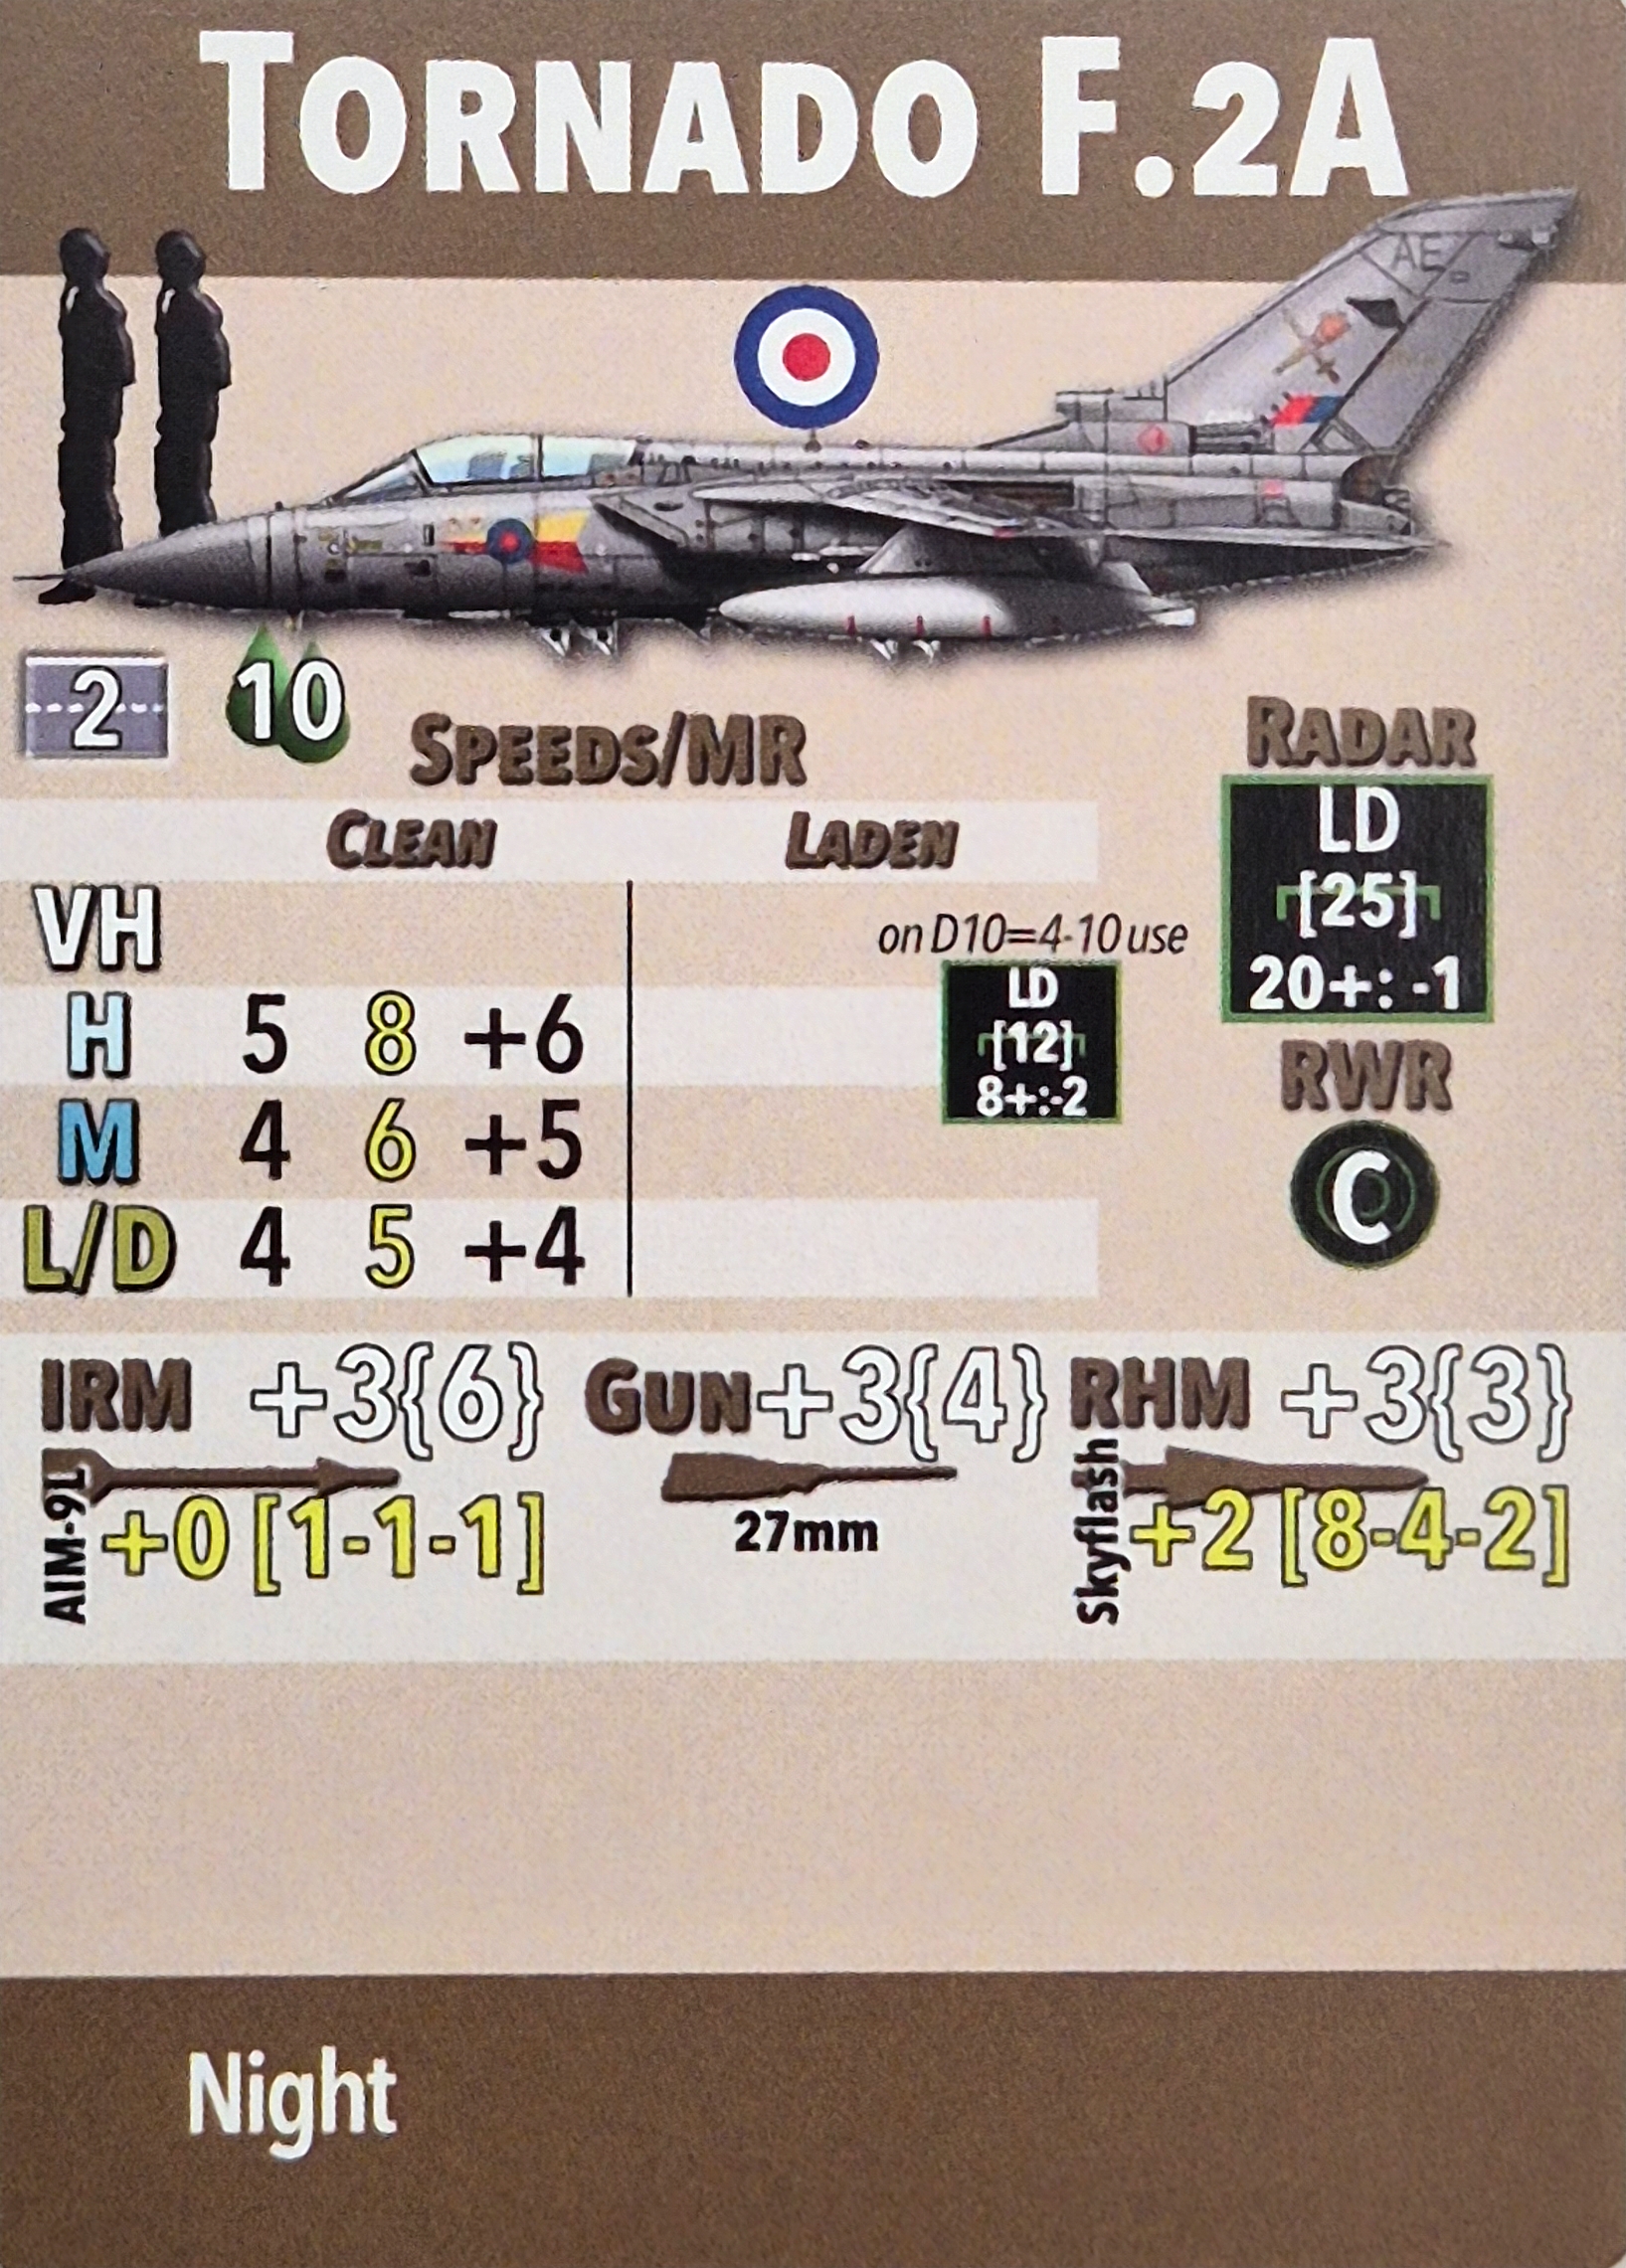 TORNADO F.2A
AE
2 10
SPEEDS/MR
RADAR
CLEAN LADEN
LD
[25]
20+: -1
VH
on D10=4-10 use
LD
[12]
8+:-2
H 5 8 +6
RWR
M 4 6 +5
C
L/D 4 5 +4
IRM +3{6}
AIM-9L
+0 [1-1-1]
GUN +3{4}
27mm
RHM +3{3}
Skyflash
+2 [8-4-2]
Night